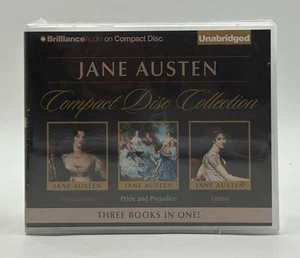 Brilliance Audio on Compact Disc
Unabridged
JANE AUSTEN
Compact Disc Collection
JANE AUSTEN
JANE AUSTEN
JANE AUSTEN
Persuasion
Pride and Prejudice
Emma
THREE BOOKS IN ONE!